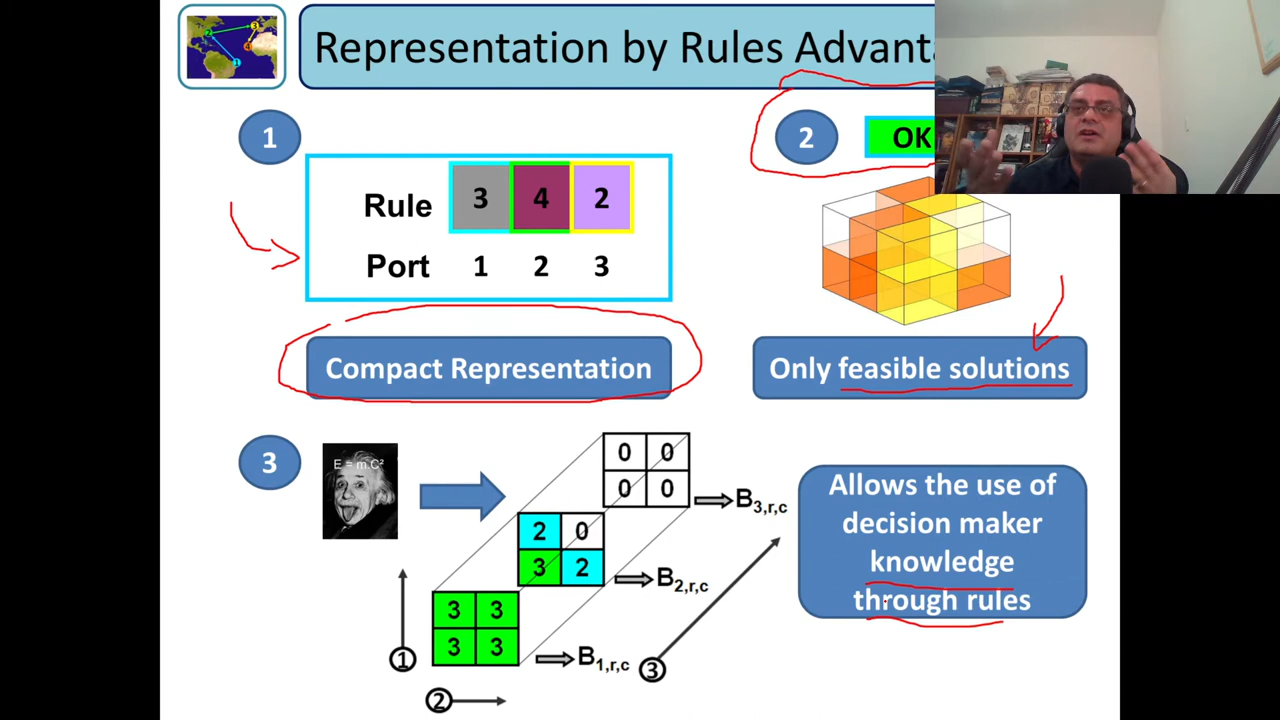 Representation by Rules Advanta
1
2
OK
Rule 3 4 2
Port 1 2 3
Compact Representation
Only feasible solutions
3
E = m.C²
0 0
0 0
B3,r,c
2 0
3 2
B2,r,c
3 3
3 3
B1,r,c
1
2
3
Allows the use of
decision maker
knowledge
through rules